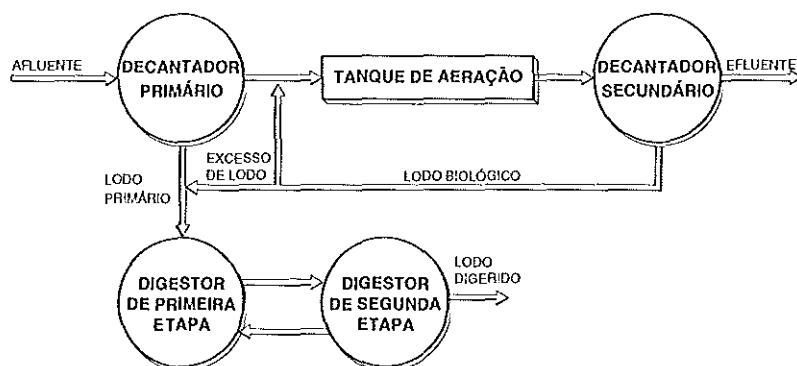 AFLUENTE
DECANTADOR
PRIMÁRIO
TANQUE DE AERAÇÃO
DECANTADOR
SECUNDÁRIO
EFLUENTE
EXCESSO
DE LODO
LODO BIOLÓGICO
LODO
PRIMÁRIO
DIGESTOR
DE PRIMEIRA
ETAPA
DIGESTOR
DE SEGUNDA
ETAPA
LODO
DIGERIDO